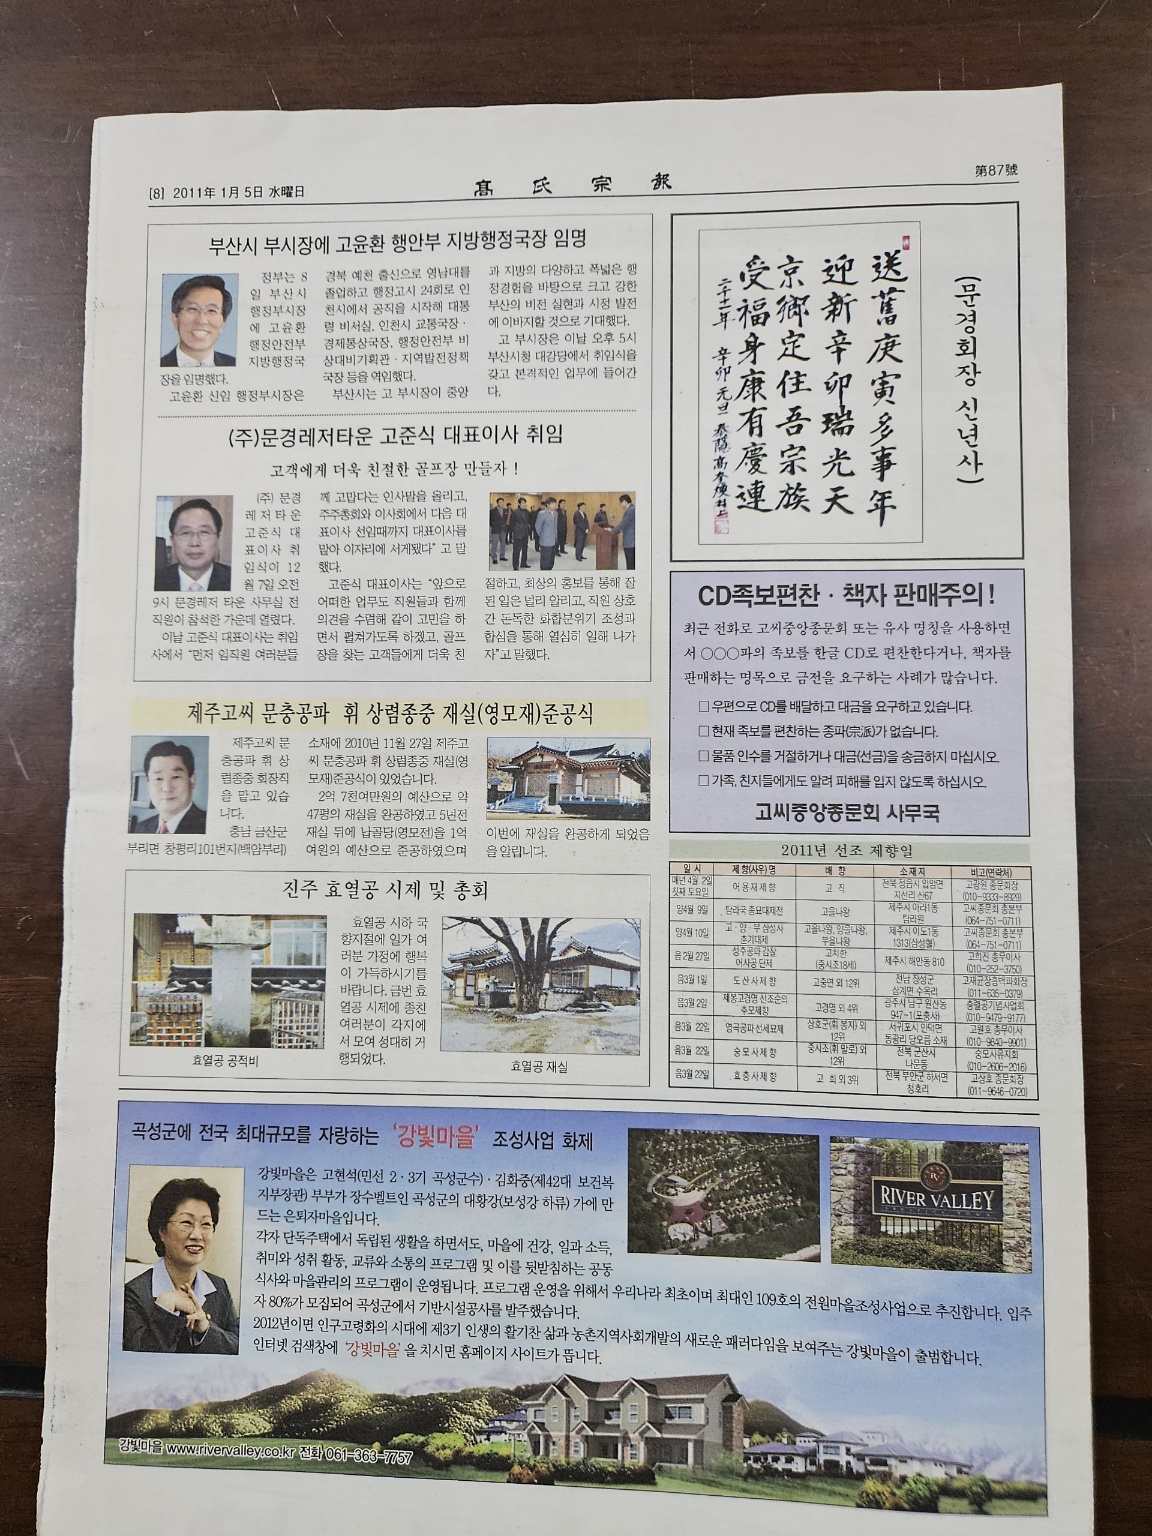 [8] 2011年 1月 5日 水曜日
髙氏宗報
第87號
부산시 부시장에 고윤환 행안부 지방행정국장 임명
정부는 8
일 부산시
행정부시장
에 고윤환
행정안전부
지방행정국
장을 임명했다.
고윤환 신임 행정부시장은
경북 예천 출신으로 영남대를
졸업하고 행정고시 24회로 인
천시에서 공직을 시작해 대통
령 비서실, 인천시 교통국장·
경제통상국장, 행정안전부 비
상대비기획관·지역발전정책
국장 등을 역임했다.
부산시는 고 부시장이 중앙
과 지방의 다양하고 폭넓은 행
정경험을 바탕으로 크고 강한
부산의 비전 실현과 시정 발전
에 이바지할 것으로 기대했다.
고 부시장은 이날 오후 5시
부산시청 대강당에서 취임식을
갖고 본격적인 업무에 들어간
다.
(주)문경레저타운 고준식 대표이사 취임
고객에게 더욱 친절한 골프장 만들자 !
(주) 문경
레저타운
고준식 대
표이사 취
임식이 12
월 7일 오전
9시 문경레저 타운 사무실 전
직원이 참석한 가운데 열렸다.
이날 고준식 대표이사는 취임
사에서 “먼저 임직원 여러분들
께 고맙다는 인사말을 올리고,
주주총회와 이사회에서 다음 대
표이사 선임때까지 대표이사를
맡아 이자리에 서게됐다” 고 말
했다.
고준식 대표이사는 “앞으로
어떠한 업무도 직원들과 함께
의견을 수렴해 같이 고민을 하
면서 펼쳐가도록 하겠고, 골프
장을 찾는 고객들에게 더욱 친
절하고, 최상의 홍보를 통해 잘
된 일은 널리 알리고, 직원 상호
간 돈독한 화합분위기 조성과
합심을 통해 열심히 일해 나가
자”고 말했다.
제주고씨 문충공파 휘 상렴종중 재실(영모재)준공식
제주고씨 문
충공파 휘 상
렴종중 회장직
을 맡고 있습
니다.
충남 금산군
부리면 창평리101번지(백암부리)
소재에 2010년 11월 27일 제주고
씨 문충공파 휘 상렴종중 재실(영
모재)준공식이 있었습니다.
2억 7천여만원의 예산으로 약
47평의 재실을 완공하였고 5년전
재실 뒤에 납골당(영모전)을 1억
여원의 예산으로 준공하였으며
이번에 재실을 완공하게 되었음
을 알립니다.
진주 효열공 시제 및 총회
효열공 시하 국
향지절에 일가 여
러분 가정에 행복
이 가득하시기를
바랍니다. 금번 효
열공 시제에 종진
여러분이 각지에
서 모여 성대히 거
행되었다.
효열공 공적비
효열공 재실
送舊庚寅多事年
迎新辛卯瑞光天
京鄉定住吾宗族
受福身康有慶連
二千十一年 辛卯元旦
(문경회장 신년사)
CD족보편찬 · 책자 판매주의!
최근 전화로 고씨중앙종문회 또는 유사 명칭을 사용하면
서 ○○○파의 족보를 한글 CD로 편찬한다거나, 책자를
판매하는 명목으로 금전을 요구하는 사례가 많습니다.
□ 우편으로 CD를 배달하고 대금을 요구하고 있습니다.
□ 현재 족보를 편찬하는 종파(宗派)가 없습니다.
□ 물품 인수를 거절하거나 대금(선금)을 송금하지 마십시오.
□ 가족, 친지들에게도 알려 피해를 입지 않도록 하십시오.
고씨중앙종문회 사무국
2011년 선조 제향일
일 시 제 향(사우) 명 배 향 소 재 지 비고(연락처)
매년 4월 2일 첫째 토요일 어용재제향 고 직 전북 정읍시 입암면 지선리 산67 고광원 종문회장 (010-9333-8929)
양4월 9일 탐라국 종묘대제전 고을나왕 제주시 아라1동 탐라원 고씨종문회 총본부 (064-751-0711)
양4월 10일 고·양·부 삼성사 춘기대제 고을나왕, 양을나왕, 부을나왕 제주시 이도1동 1313(삼성혈) 고씨종문회 총본부 (064-751-0711)
음2월 27일 성주공파 감찰 어사공 단제 고처한 (중시조18세) 제주시 해안동 810 고희진 총무이사 (010-252-3750)
음3월 1일 도산사제향 고중연 외 12위 전남 장성군 삼계면 수옥리 고재균장흥백파회장 (011-635-0379)
음3월 2일 제봉고경명 선조순의 추모제향 고경명 외 4위 광주시 남구 원산동 947-1(포충사) 충렬공기념사업회 (010-9479-9177)
음3월 22일 영곡공파 선세묘제 상호군(휘 봉지) 외 12위 서귀포시 안덕면 동광리 당오름 소재 고원호 총무이사 (010-9840-9901)
음3월 22일 숭모사제향 중시조(휘 말로) 외 12위 전북 군산시 나운동 숭모사유지회 (010-2606-2016)
음3월 22일 효충사제향 고 희 외 3위 전북 부안군 하서면 청호리 고상호 종문회장 (011-9646-0720)
곡성군에 전국 최대규모를 자랑하는 ‘강빛마을’ 조성사업 화제
강빛마을은 고현석(민선 2·3기 곡성군수)·김화중(제42대 보건복
지부장관) 부부가 장수벨트인 곡성군의 대황강(보성강 하류) 가에 만
드는 은퇴자마을입니다.
각자 단독주택에서 독립된 생활을 하면서도, 마을에 건강, 일과 소득,
취미와 성취 활동, 교류와 소통의 프로그램 및 이를 뒷받침하는 공동
식사와 마을관리의 프로그램이 운영됩니다. 프로그램 운영을 위해서 우리나라 최초이며 최대인 109호의 전원마을조성사업으로 추진합니다. 입주
자 80%가 모집되어 곡성군에서 기반시설공사를 발주했습니다.
2012년이면 인구고령화의 시대에 제3기 인생의 활기찬 삶과 농촌지역사회개발의 새로운 패러다임을 보여주는 강빛마을이 출범합니다.
인터넷 검색창에 ‘강빛마을’ 을 치시면 홈페이지 사이트가 뜹니다.
RIVER VALLEY
강빛마을 www.rivervalley.co.kr 전화 061-363-7757